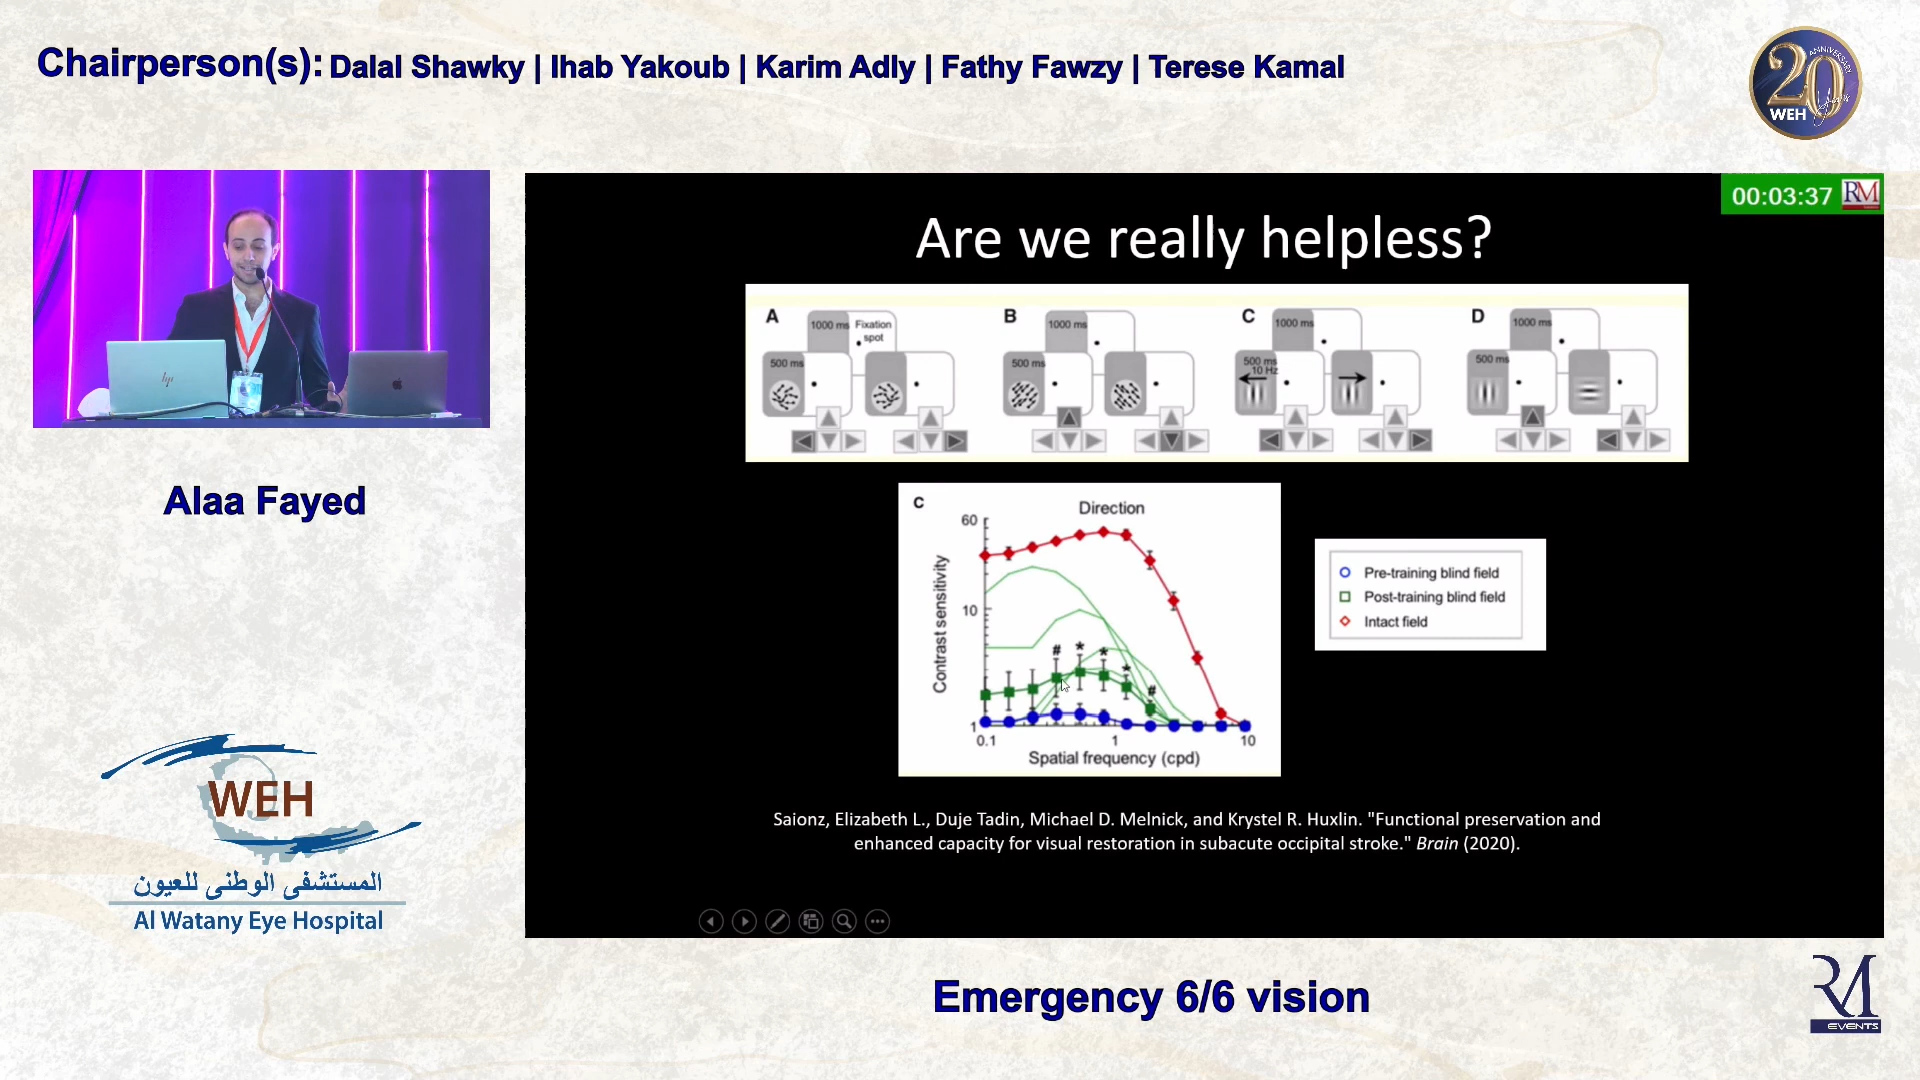 Chairperson(s): Dalal Shawky | Ihab Yakoub | Karim Adly | Fathy Fawzy | Terese Kamal
20
ANNIVERSARY
WEH
00:03:37 RM
Are we really helpless?
A
1000 ms Fixation
spot
500 ms
B
1000 ms
500 ms
C
1000 ms
500 ms
10 Hz
D
1000 ms
500 ms
hp
Alaa Fayed
C
Direction
60
10
1
Contrast sensitivity
# * * * #
0.1 1 10
Spatial frequency (cpd)
Pre-training blind field
Post-training blind field
Intact field
Saionz, Elizabeth L., Duje Tadin, Michael D. Melnick, and Krystel R. Huxlin. "Functional preservation and
enhanced capacity for visual restoration in subacute occipital stroke." Brain (2020).
WEH
المستشفى الوطنى للعيون
Al Watany Eye Hospital
Emergency 6/6 vision
RM
EVENTS